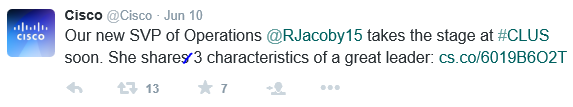 Cisco @Cisco · Jun 10
Our new SVP of Operations @RJacoby15 takes the stage at #CLUS
soon. She shares 3 characteristics of a great leader: cs.co/6019B6O2T
CISCO
13 7